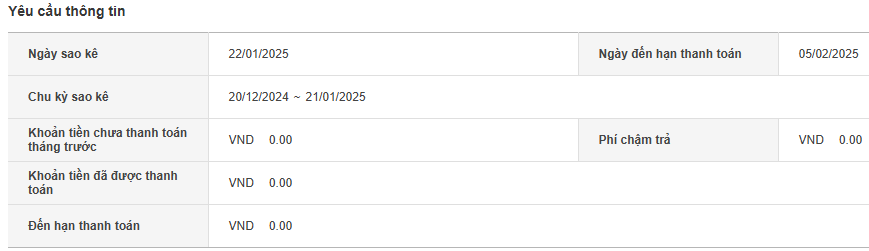 Yêu cầu thông tin
Ngày sao kê 22/01/2025 Ngày đến hạn thanh toán 05/02/2025
Chu kỳ sao kê 20/12/2024 ~ 21/01/2025
Khoản tiền chưa thanh toán
tháng trước VND 0.00 Phí chậm trả VND 0.00
Khoản tiền đã được thanh
toán VND 0.00
Đến hạn thanh toán VND 0.00